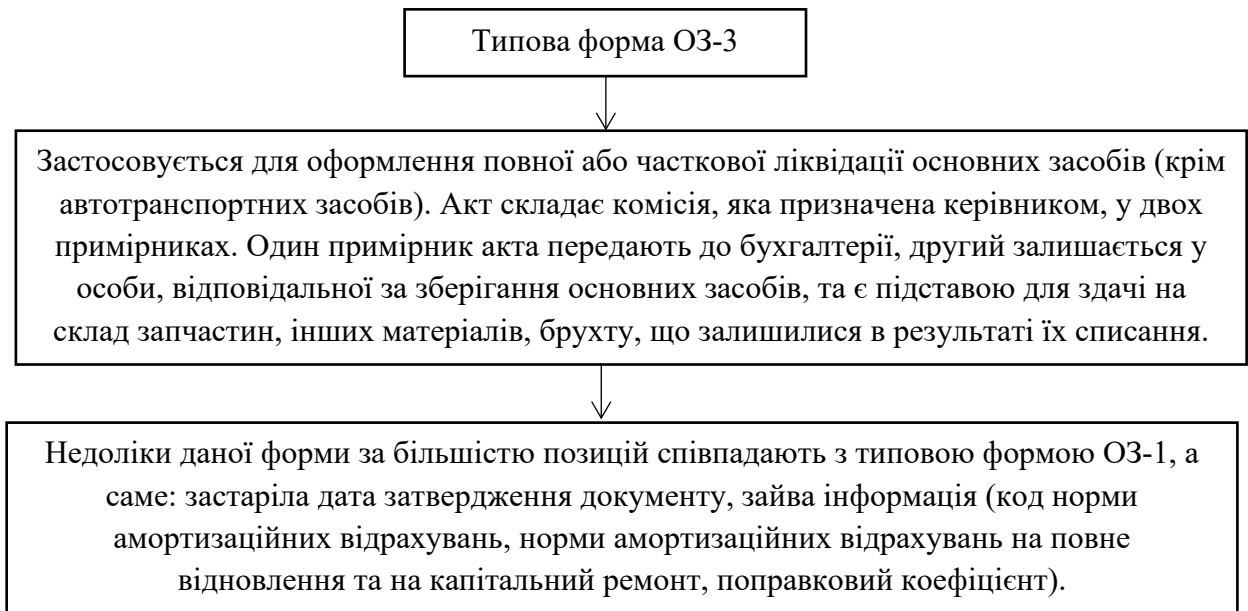 Типова форма ОЗ-3
Застосовується для оформлення повної або часткової ліквідації основних засобів (крім
автотранспортних засобів). Акт складає комісія, яка призначена керівником, у двох
примірниках. Один примірник акта передають до бухгалтерії, другий залишається у
особи, відповідальної за зберігання основних засобів, та є підставою для здачі на
склад запчастин, інших матеріалів, брухту, що залишилися в результаті їх списання.
Недоліки даної форми за більшістю позицій співпадають з типовою формою ОЗ-1, а
саме: застаріла дата затвердження документу, зайва інформація (код норми
амортизаційних відрахувань, норми амортизаційних відрахувань на повне
відновлення та на капітальний ремонт, поправковий коефіцієнт).